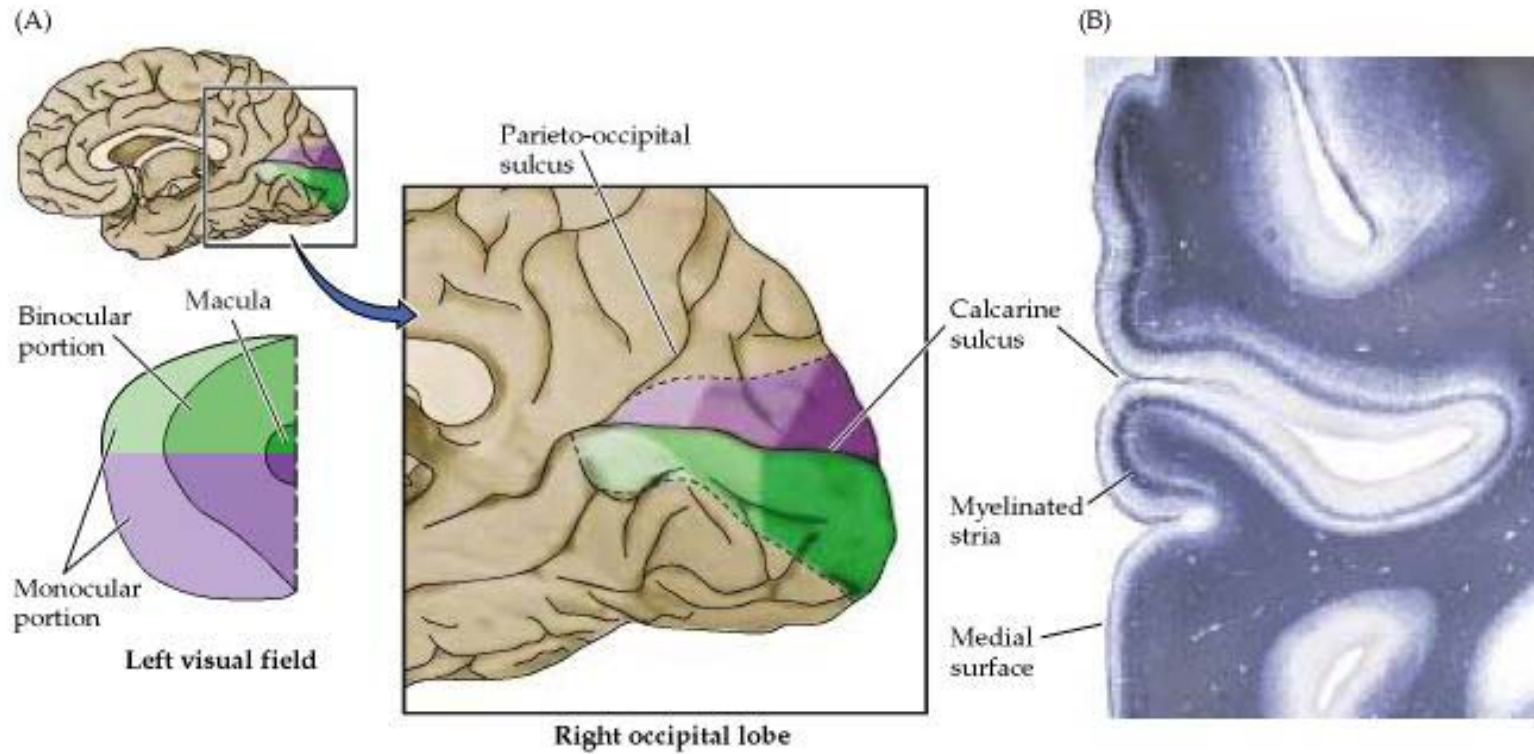 (A)
(B)
Parieto-occipital
sulcus
Macula
Binocular
portion
Calcarine
sulcus
Myelinated
stria
Monocular
portion
Medial
surface
Left visual field
Right occipital lobe